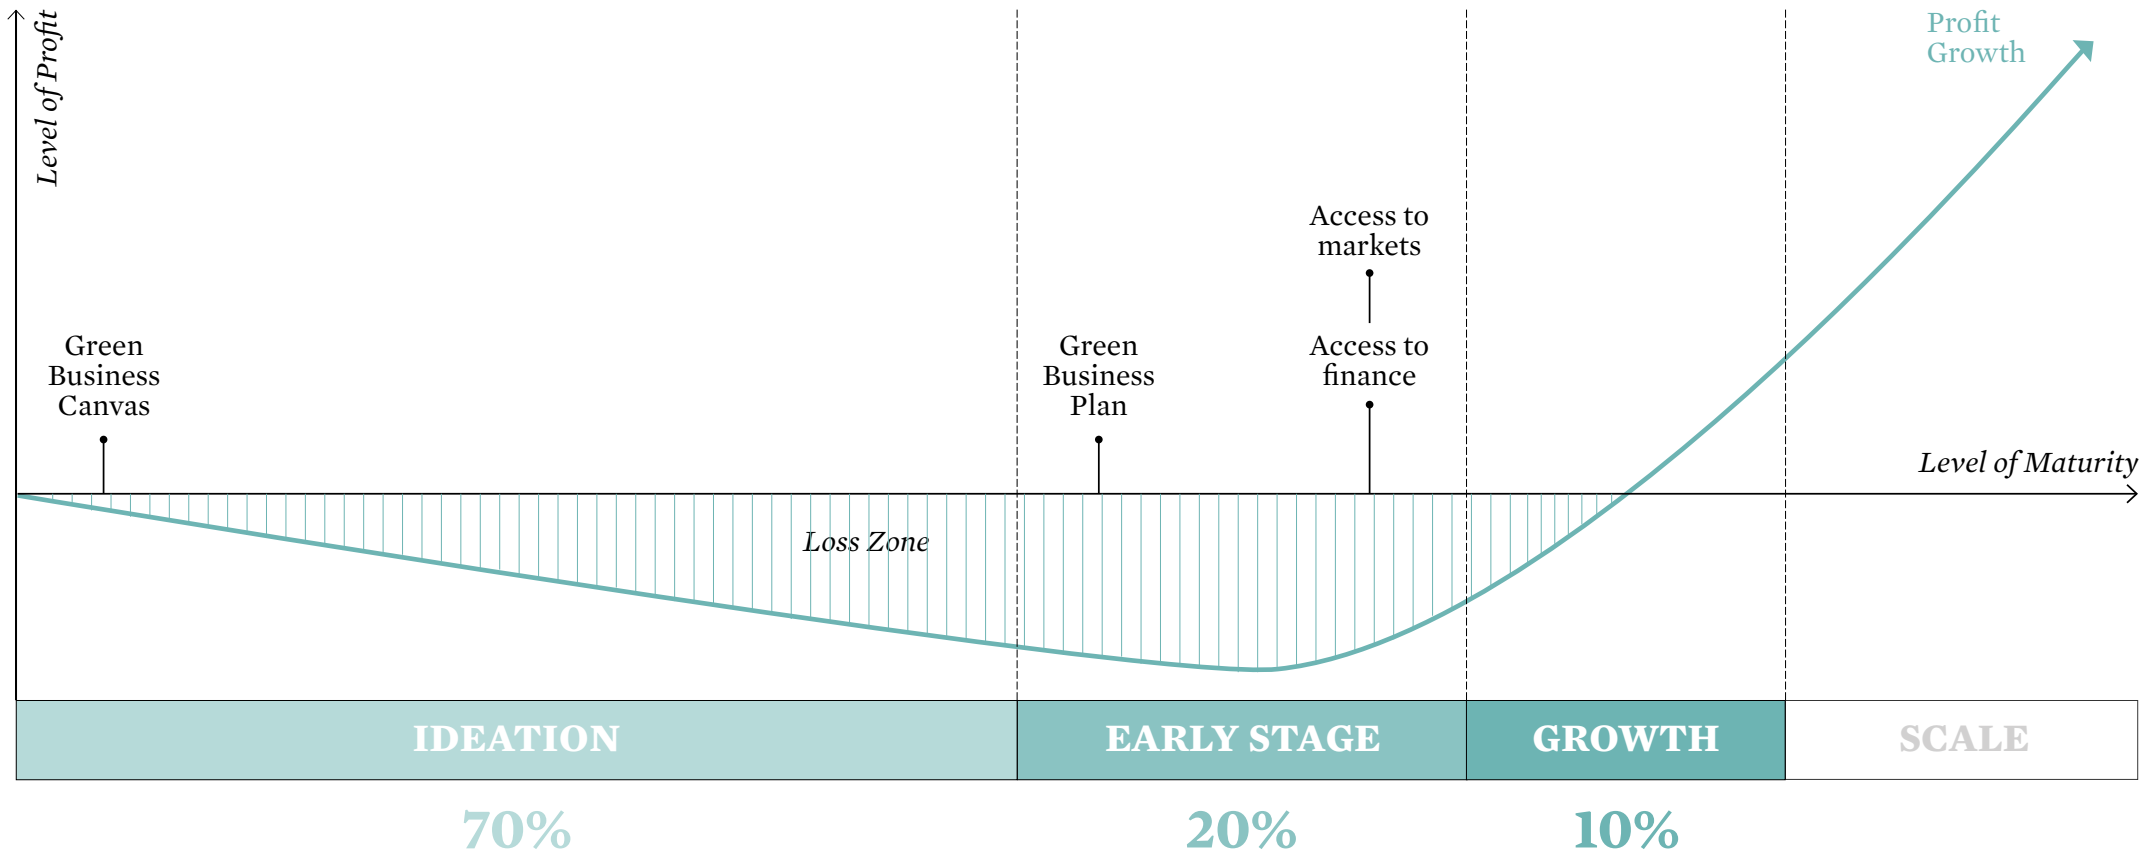 Level of Profit
Profit
Growth
Access to
markets
Green
Business
Canvas
Green
Business
Plan
Access to
finance
Level of Maturity
Loss Zone
IDEATION
EARLY STAGE
GROWTH
SCALE
70%
20%
10%